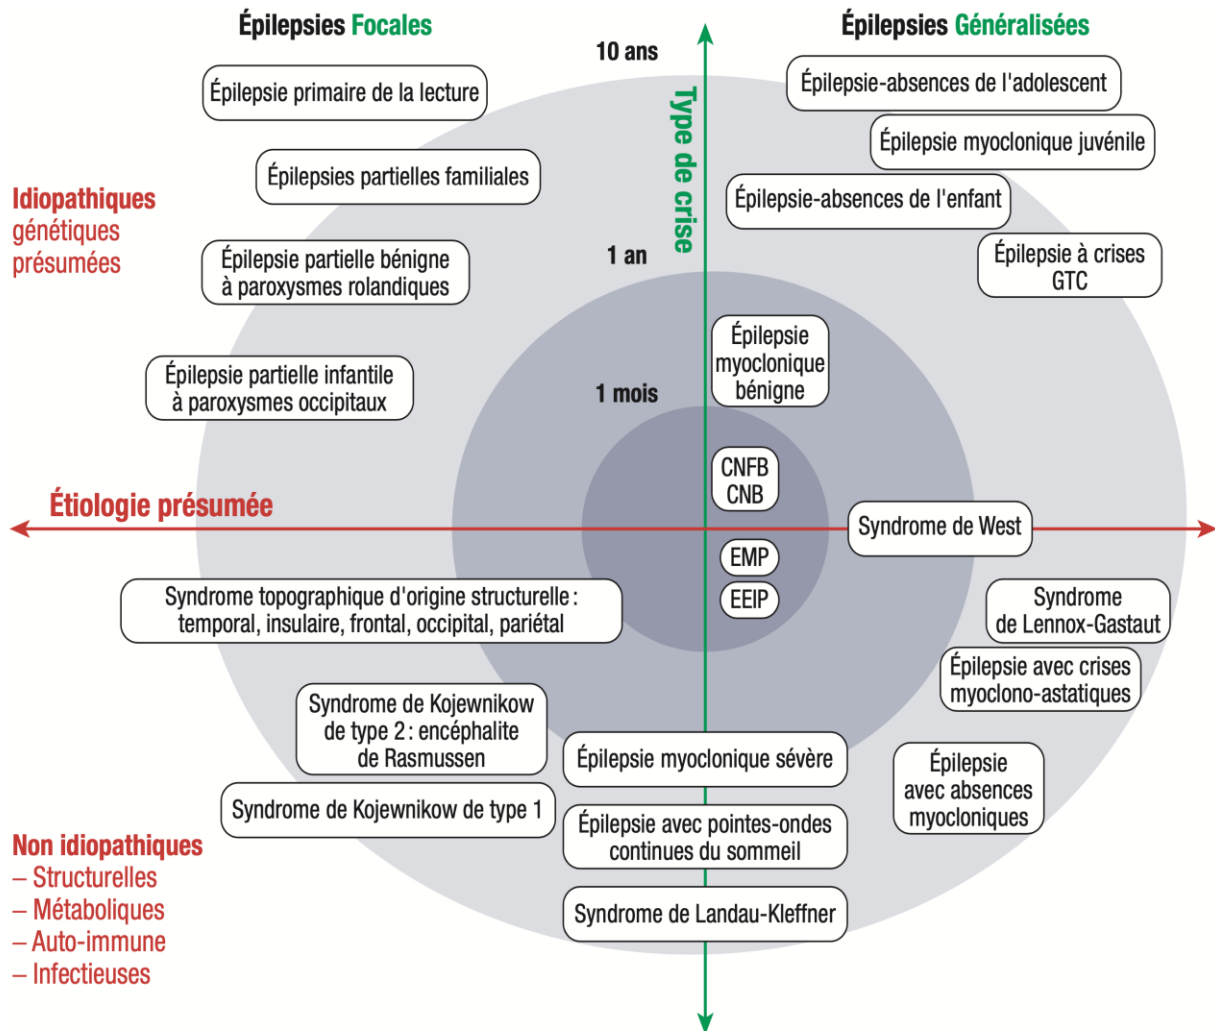 Épilepsies Focales
Épilepsies Généralisées
10 ans
Type de crise
Épilepsie primaire de la lecture
Épilepsie-absences de l'adolescent
Épilepsie myoclonique juvénile
Épilepsies partielles familiales
Épilepsie-absences de l'enfant
Idiopathiques
génétiques
présumées
1 an
Épilepsie partielle bénigne
à paroxysmes rolandiques
Épilepsie à crises
GTC
Épilepsie
myoclonique
bénigne
Épilepsie partielle infantile
à paroxysmes occipitaux
1 mois
CNFB
CNB
Étiologie présumée
Syndrome de West
EMP
EEIP
Syndrome topographique d'origine structurelle :
temporal, insulaire, frontal, occipital, pariétal
Syndrome
de Lennox-Gastaut
Épilepsie avec crises
myoclono-astatiques
Syndrome de Kojewnikow
de type 2 : encéphalite
de Rasmussen
Épilepsie myoclonique sévère
Épilepsie
avec absences
myocloniques
Syndrome de Kojewnikow de type 1
Épilepsie avec pointes-ondes
continues du sommeil
Syndrome de Landau-Kleffner
Non idiopathiques
– Structurelles
– Métaboliques
– Auto-immune
– Infectieuses